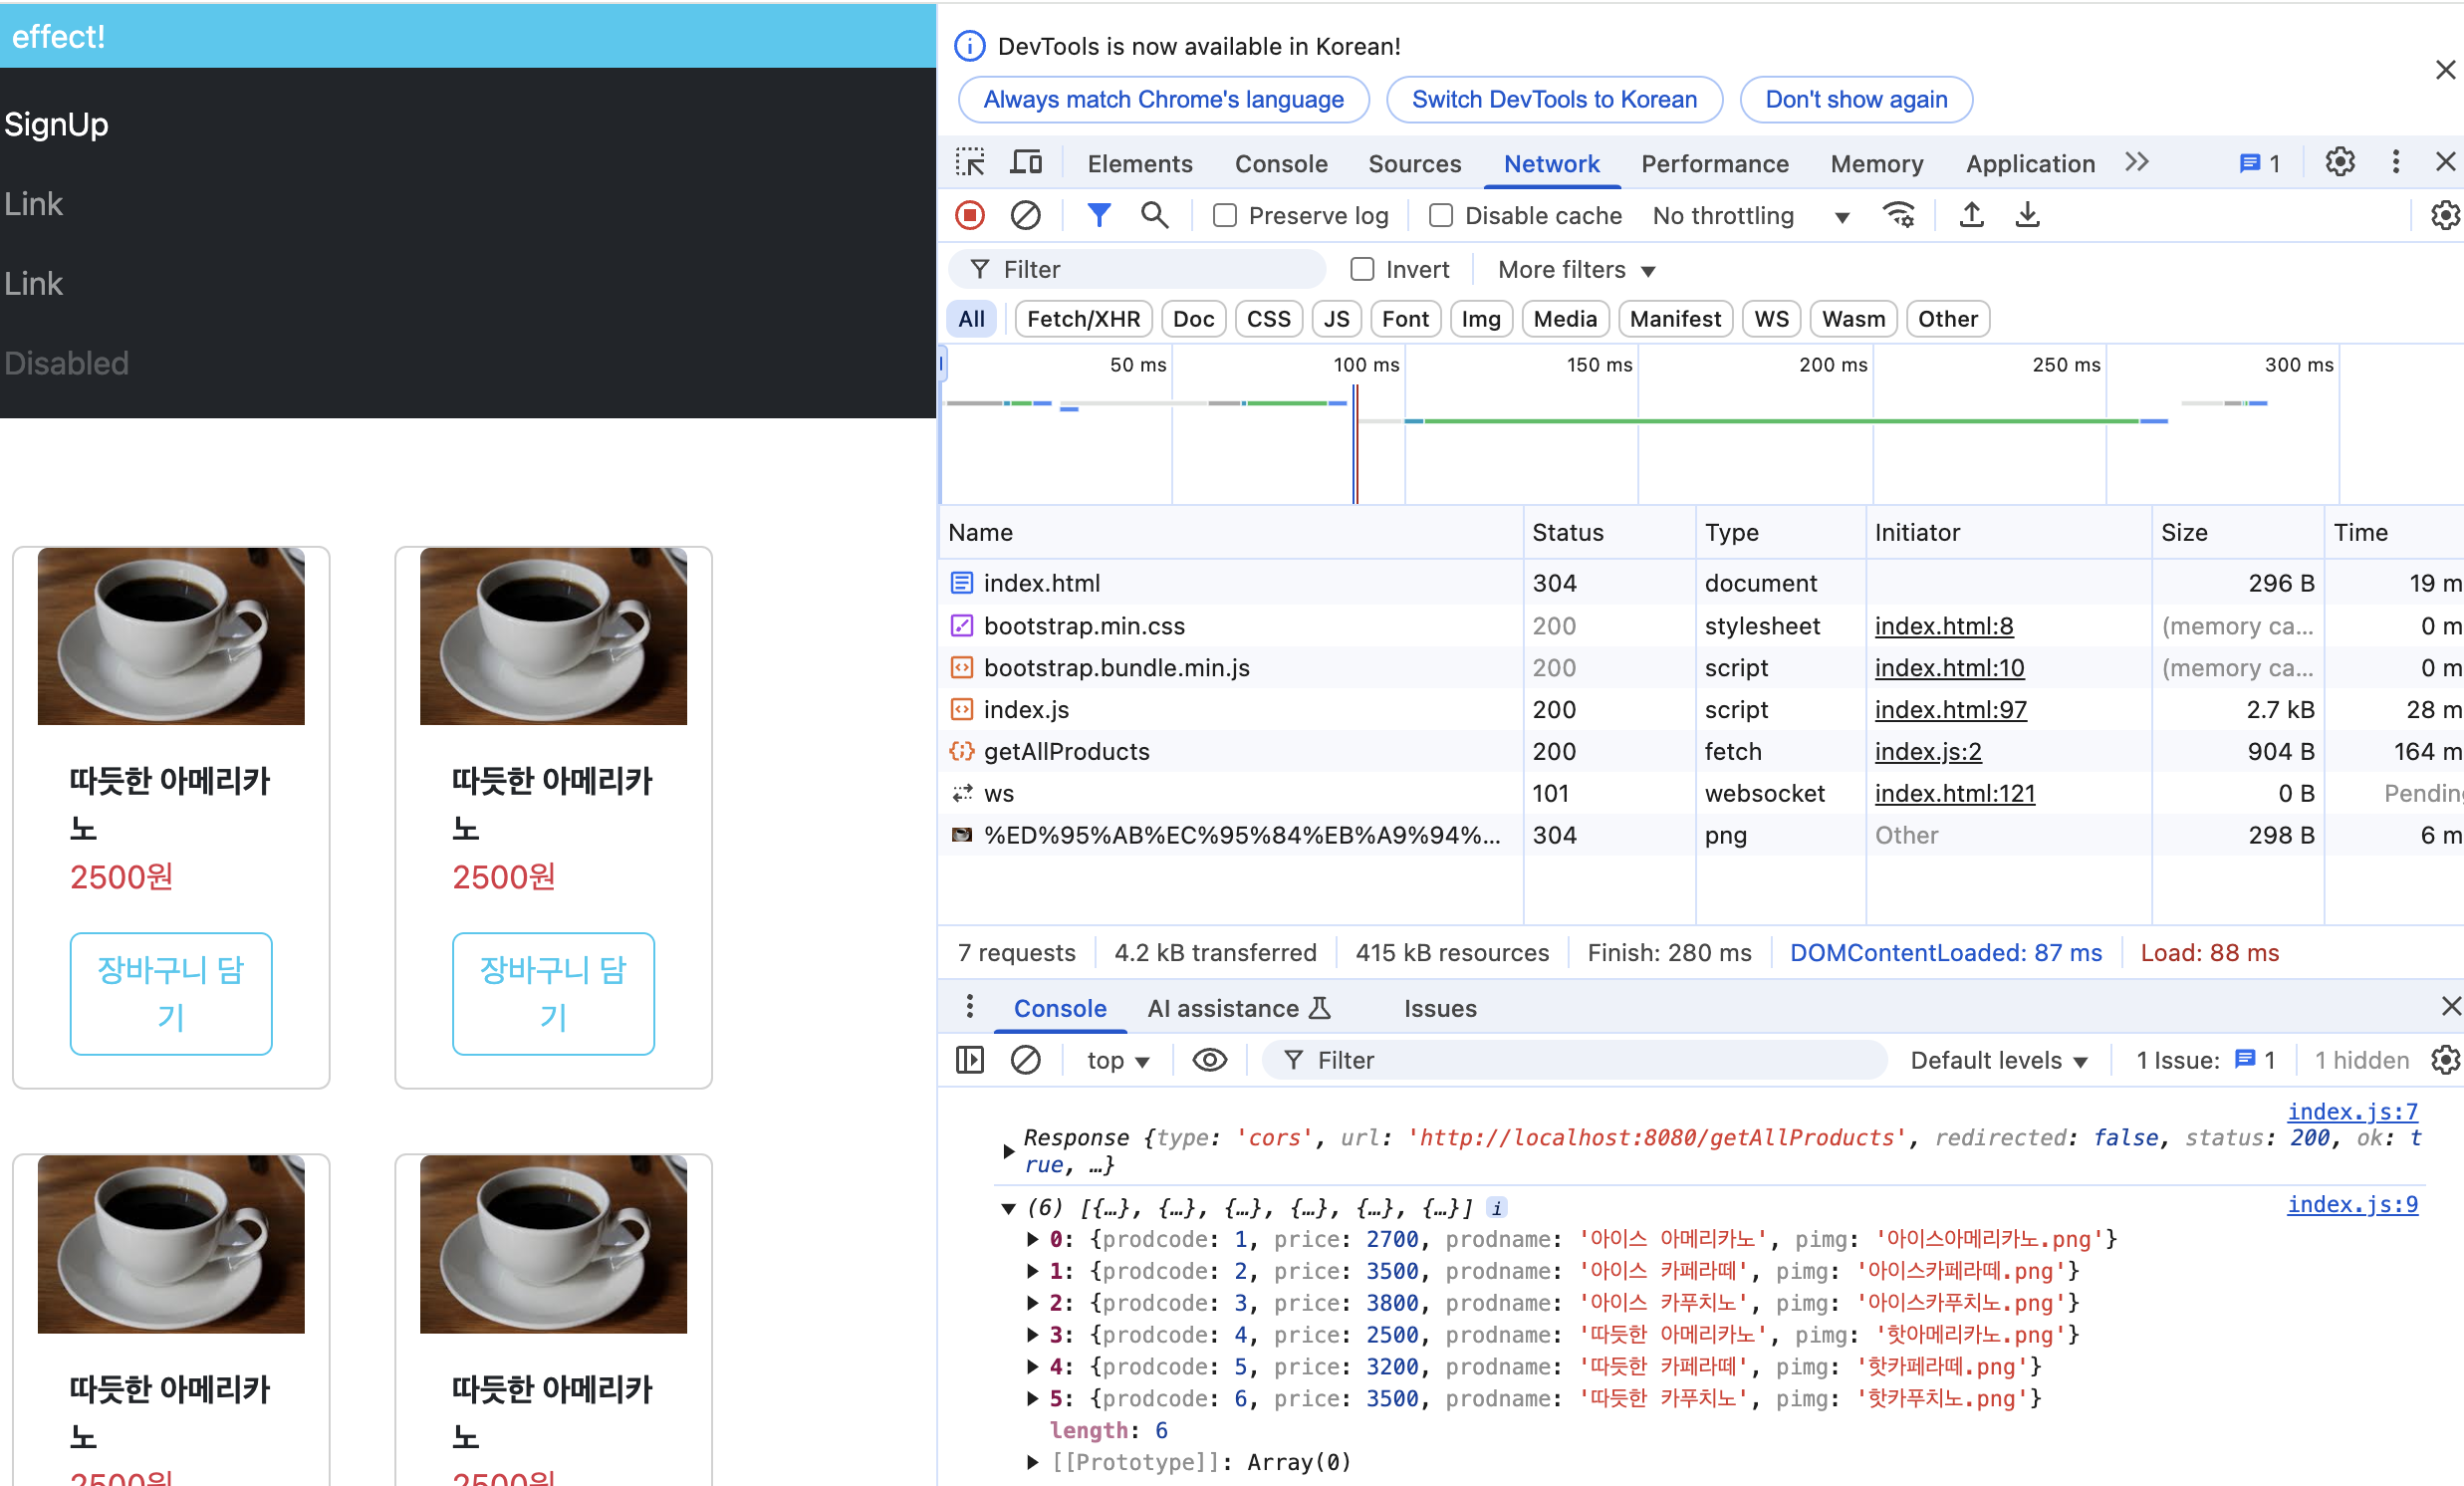 effect!
SignUp
Link
Link
Disabled
따듯한 아메리카
노
2500원
장바구니 담
기
따듯한 아메리카
노
2500원
장바구니 담
기
따듯한 아메리카
노
2500원
따듯한 아메리카
노
2500원
DevTools is now available in Korean!
Always match Chrome's language
Switch DevTools to Korean
Don't show again
Elements Console Sources Network Performance Memory Application 1
Preserve log Disable cache No throttling
Filter Invert More filters
All Fetch/XHR Doc CSS JS Font Img Media Manifest WS Wasm Other
50 ms 100 ms 150 ms 200 ms 250 ms 300 ms
Name Status Type Initiator Size Time
index.html 304 document 296 B 19 m
bootstrap.min.css 200 stylesheet index.html:8 (memory ca... 0 m
bootstrap.bundle.min.js 200 script index.html:10 (memory ca... 0 m
index.js 200 script index.html:97 2.7 kB 28 m
getAllProducts 200 fetch index.js:2 904 B 164 m
ws 101 websocket index.html:121 0 B Pending
%ED%95%AB%EC%95%84%EB%A9%94%... 304 png Other 298 B 6 m
7 requests 4.2 kB transferred 415 kB resources Finish: 280 ms DOMContentLoaded: 87 ms Load: 88 ms
Console AI assistance Issues
top Filter Default levels 1 Issue: 1 1 hidden
index.js:7
Response {type: 'cors', url: 'http://localhost:8080/getAllProducts', redirected: false, status: 200, ok: t
rue, …}
(6) [{…}, {…}, {…}, {…}, {…}, {…}] i index.js:9
0: {prodcode: 1, price: 2700, prodname: '아이스 아메리카노', pimg: '아이스아메리카노.png'}
1: {prodcode: 2, price: 3500, prodname: '아이스 카페라떼', pimg: '아이스카페라떼.png'}
2: {prodcode: 3, price: 3800, prodname: '아이스 카푸치노', pimg: '아이스카푸치노.png'}
3: {prodcode: 4, price: 2500, prodname: '따듯한 아메리카노', pimg: '핫아메리카노.png'}
4: {prodcode: 5, price: 3200, prodname: '따듯한 카페라떼', pimg: '핫카페라떼.png'}
5: {prodcode: 6, price: 3500, prodname: '따듯한 카푸치노', pimg: '핫카푸치노.png'}
length: 6
[[Prototype]]: Array(0)